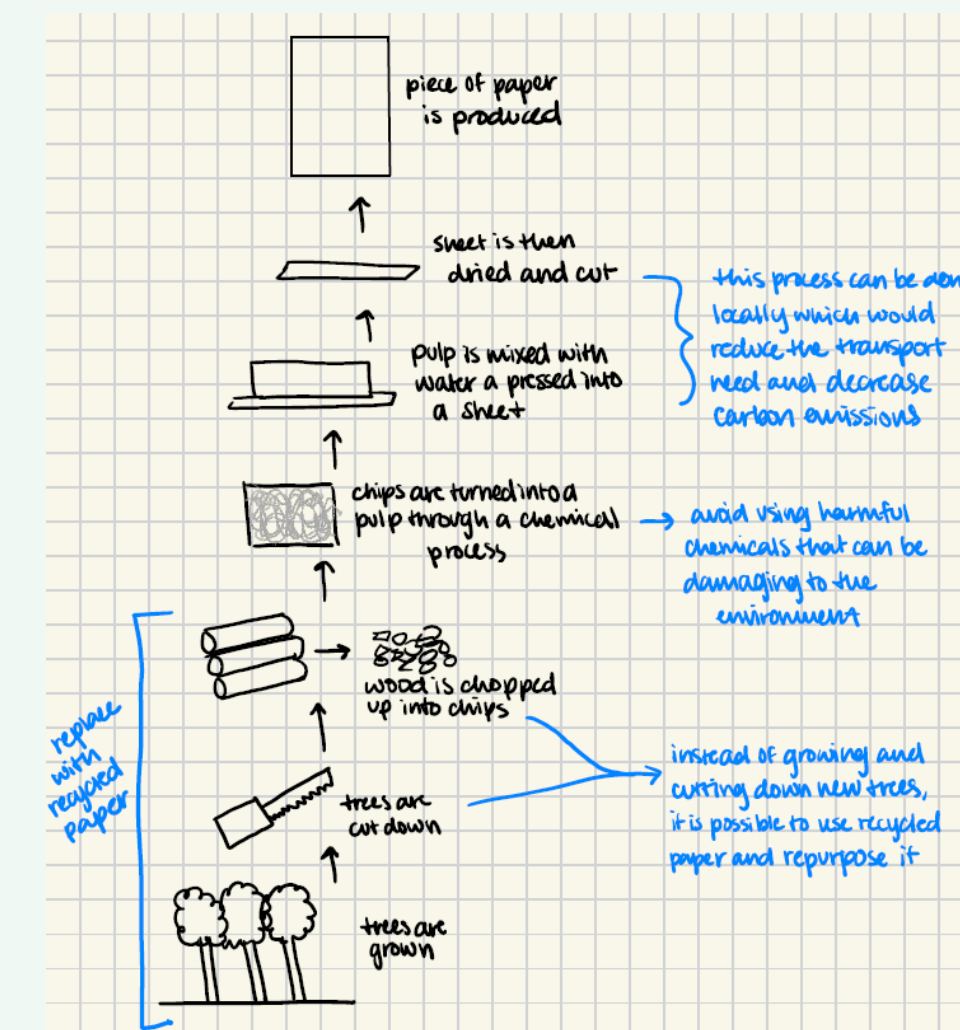 piece of paper
is produced
sheet is then
dried and cut
this process can be don
locally which would
reduce the transport
need and decrease
carbon emissions
pulp is mixed with
water a pressed into
a sheet
chips are turned into a
pulp through a chemical
process
avoid using harmful
chemicals that can be
damaging to the
environment
wood is chopped
up into chips
replace
with
recycled
paper
instead of growing and
cutting down new trees,
it is possible to use recycled
paper and repurpose it
trees are
cut down
trees are
grown